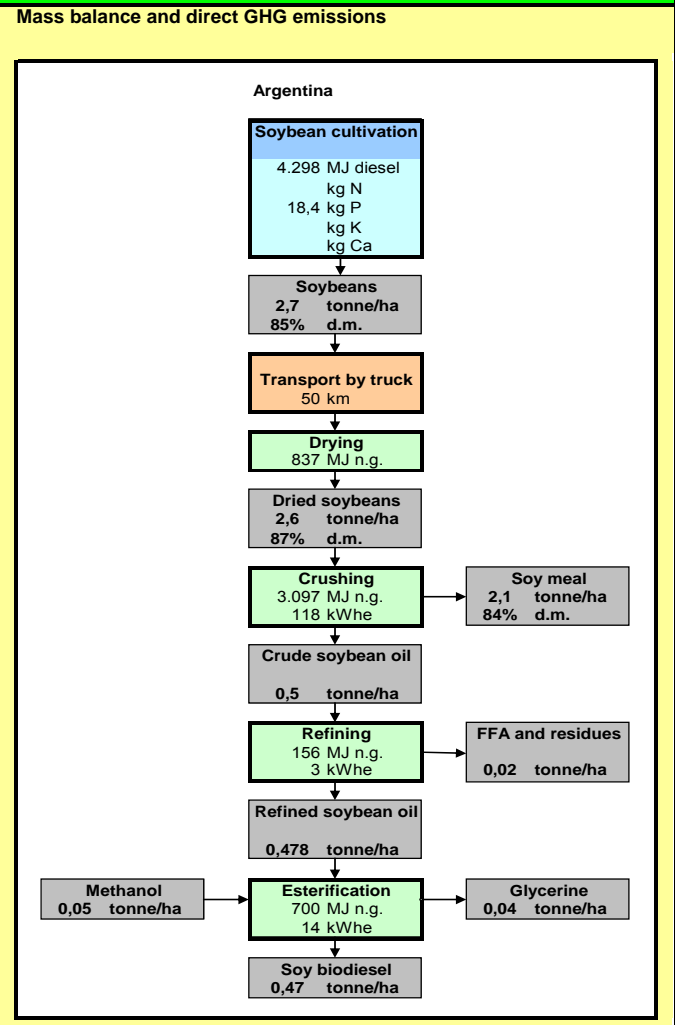 Mass balance and direct GHG emissions
Argentina
Soybean cultivation
4.298 MJ diesel
kg N
18,4 kg P
kg K
kg Ca
Soybeans
2,7 tonne/ha
85% d.m.
Transport by truck
50 km
Drying
837 MJ n.g.
Dried soybeans
2,6 tonne/ha
87% d.m.
Crushing
3.097 MJ n.g.
118 kWhe
Soy meal
2,1 tonne/ha
84% d.m.
Crude soybean oil
0,5 tonne/ha
Refining
156 MJ n.g.
3 kWhe
FFA and residues
0,02 tonne/ha
Refined soybean oil
0,478 tonne/ha
Methanol
0,05 tonne/ha
Esterification
700 MJ n.g.
14 kWhe
Glycerine
0,04 tonne/ha
Soy biodiesel
0,47 tonne/ha